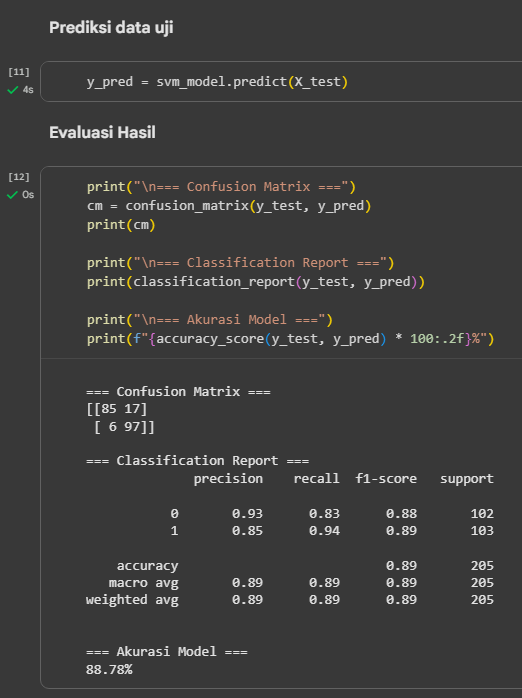 Prediksi data uji
[11]
4s
y_pred = svm_model.predict(X_test)
Evaluasi Hasil
[12]
0s
print("\n=== Confusion Matrix ===")
cm = confusion_matrix(y_test, y_pred)
print(cm)
print("\n=== Classification Report ===")
print(classification_report(y_test, y_pred))
print("\n=== Akurasi Model ===")
print(f"{accuracy_score(y_test, y_pred) * 100:.2f}%")
=== Confusion Matrix ===
[[85 17]
[ 6 97]]
=== Classification Report ===
precision recall f1-score support
0 0.93 0.83 0.88 102
1 0.85 0.94 0.89 103
accuracy 0.89 205
macro avg 0.89 0.89 0.89 205
weighted avg 0.89 0.89 0.89 205
=== Akurasi Model ===
88.78%